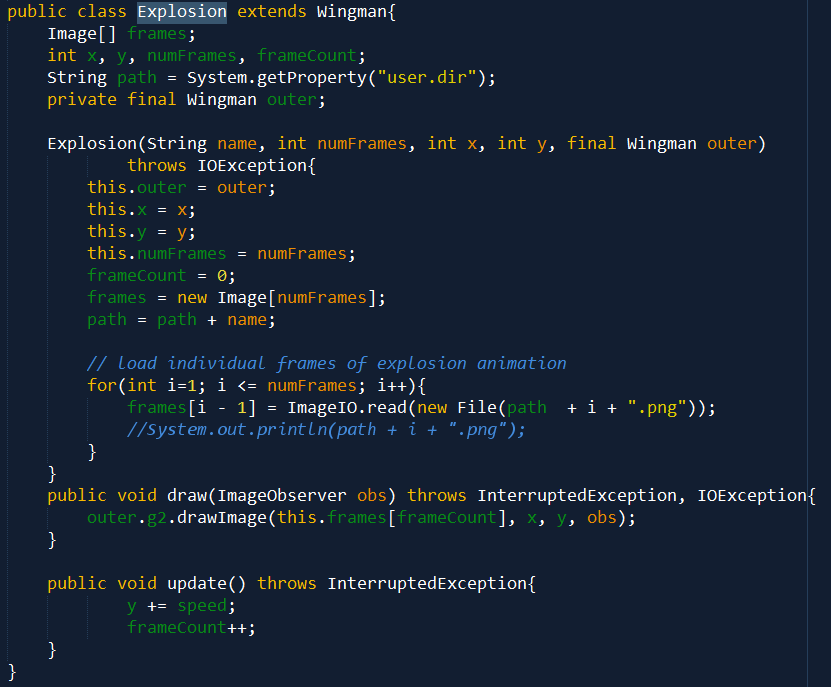 public class Explosion extends Wingman{
    Image[] frames;
    int x, y, numFrames, frameCount;
    String path = System.getProperty("user.dir");
    private final Wingman outer;

    Explosion(String name, int numFrames, int x, int y, final Wingman outer)
            throws IOException{
        this.outer = outer;
        this.x = x;
        this.y = y;
        this.numFrames = numFrames;
        frameCount = 0;
        frames = new Image[numFrames];
        path = path + name;

        // load individual frames of explosion animation
        for(int i=1; i <= numFrames; i++){
            frames[i - 1] = ImageIO.read(new File(path  + i + ".png"));
            //System.out.println(path + i + ".png");
        }
    }
    public void draw(ImageObserver obs) throws InterruptedException, IOException{
        outer.g2.drawImage(this.frames[frameCount], x, y, obs);
    }

    public void update() throws InterruptedException{
            y += speed;
            frameCount++;
    }
}